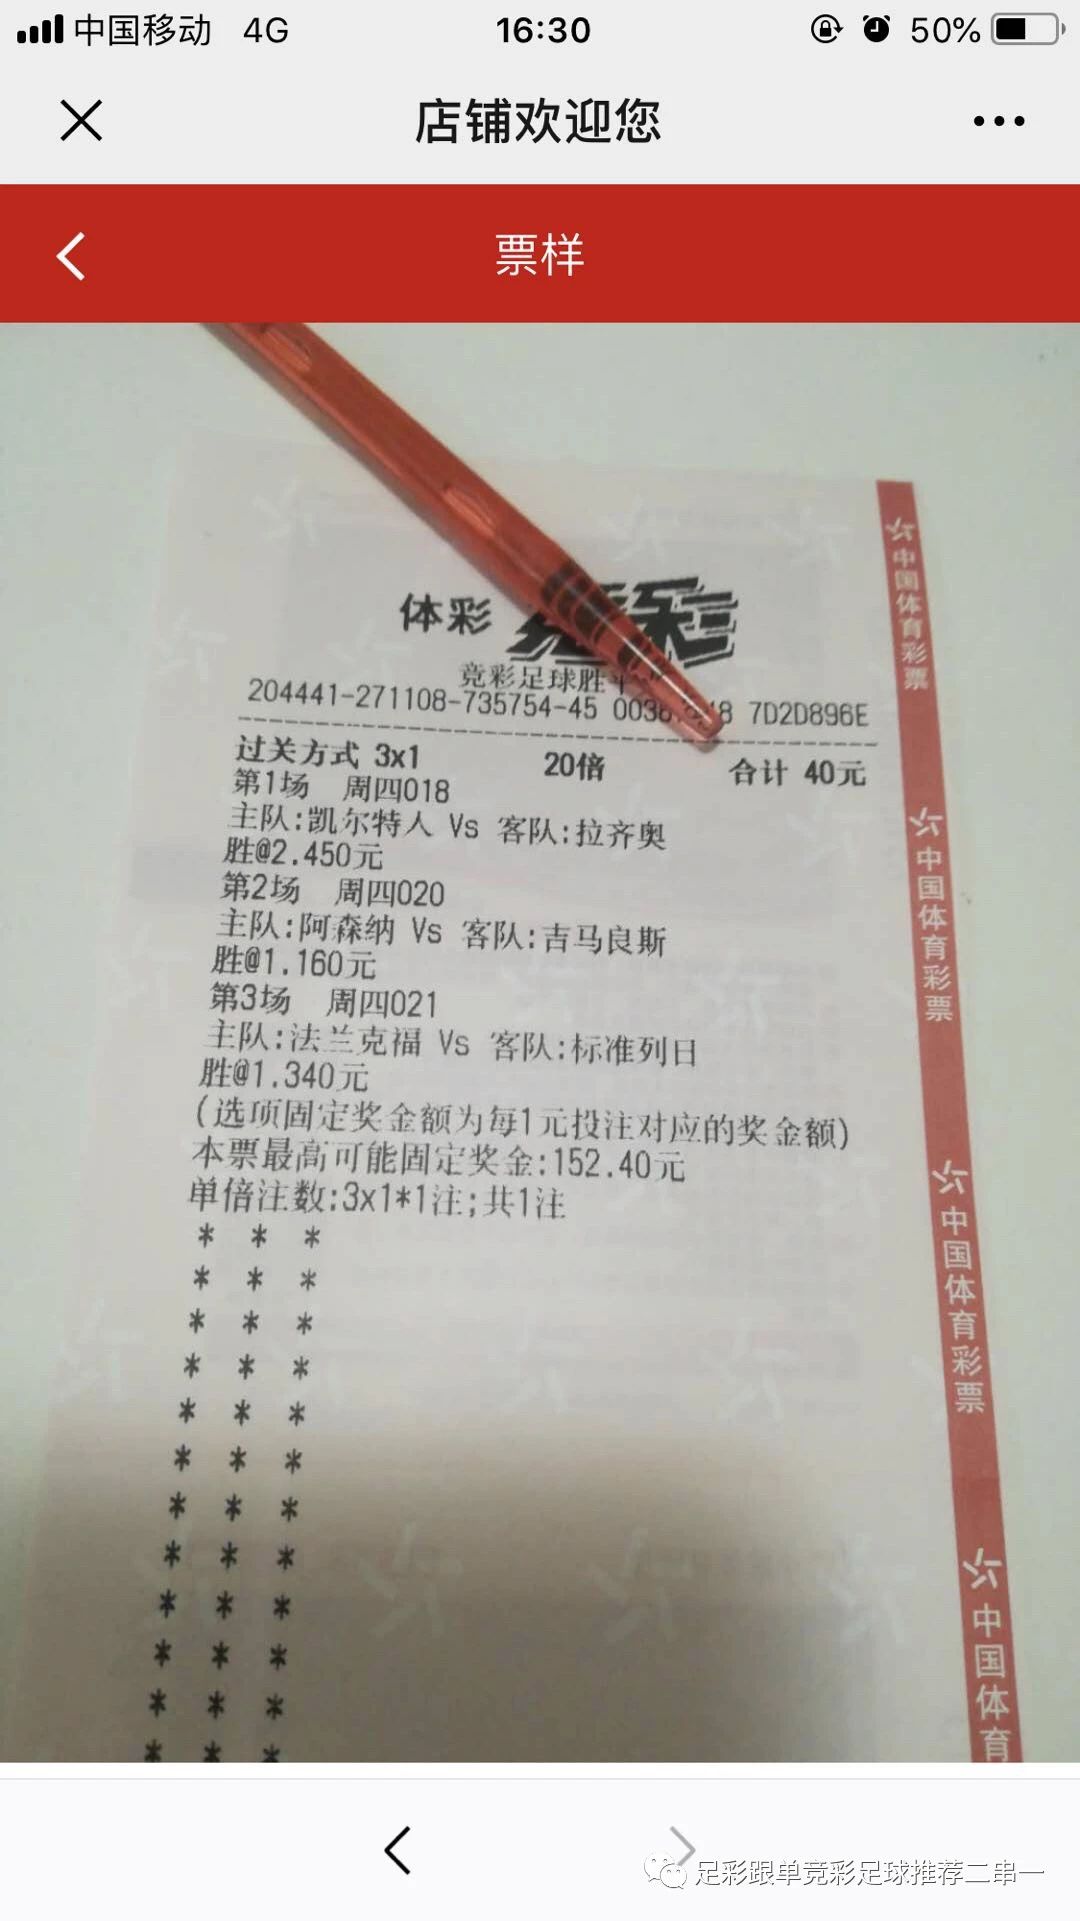 中国移动 4G 16:30 50%
店铺欢迎您
票样
体彩 竞彩
竞彩足球胜平
204441-271108-735754-45 0038 48 7D2D896E
过关方式 3x1 20倍 合计 40元
第1场 周四018
主队:凯尔特人 Vs 客队:拉齐奥
胜@2.450元
第2场 周四020
主队:阿森纳 Vs 客队:吉马良斯
胜@1.160元
第3场 周四021
主队:法兰克福 Vs 客队:标准列日
胜@1.340元
(选项固定奖金额为每1元投注对应的奖金额)
本票最高可能固定奖金:152.40元
单倍注数:3x1*1注;共1注
* * *
* * *
* * *
* * *
* * *
* * *
* * *
* * *
* * *
* * *
* * *
* * *
中国体育彩票
中国体育彩票
中国体育彩票
中国体育
足彩跟单竞彩足球推荐二串一